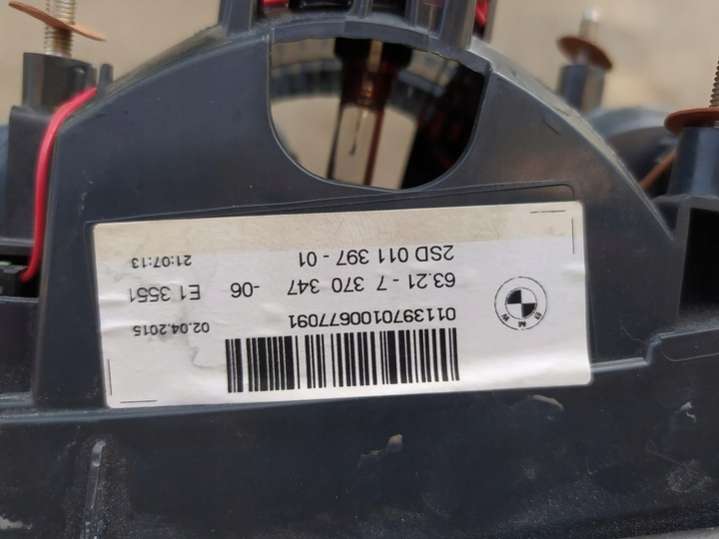 BMW
0113970100677091
02.04.2015
63.21 - 7 370 347 -06 E1 3551
2SD 011 397 - 01
21:07:13